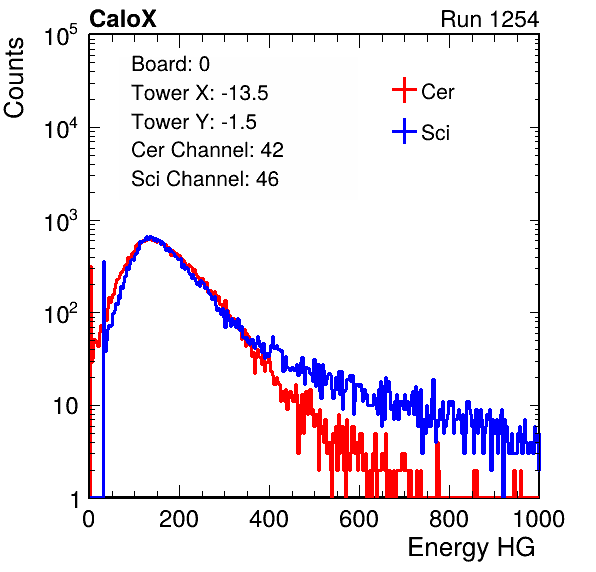 CaloX Run 1254
Counts
10^5
10^4
10^3
10^2
10
1
Board: 0
Tower X: -13.5
Tower Y: -1.5
Cer Channel: 42
Sci Channel: 46
Cer
Sci
0 200 400 600 800 1000
Energy HG